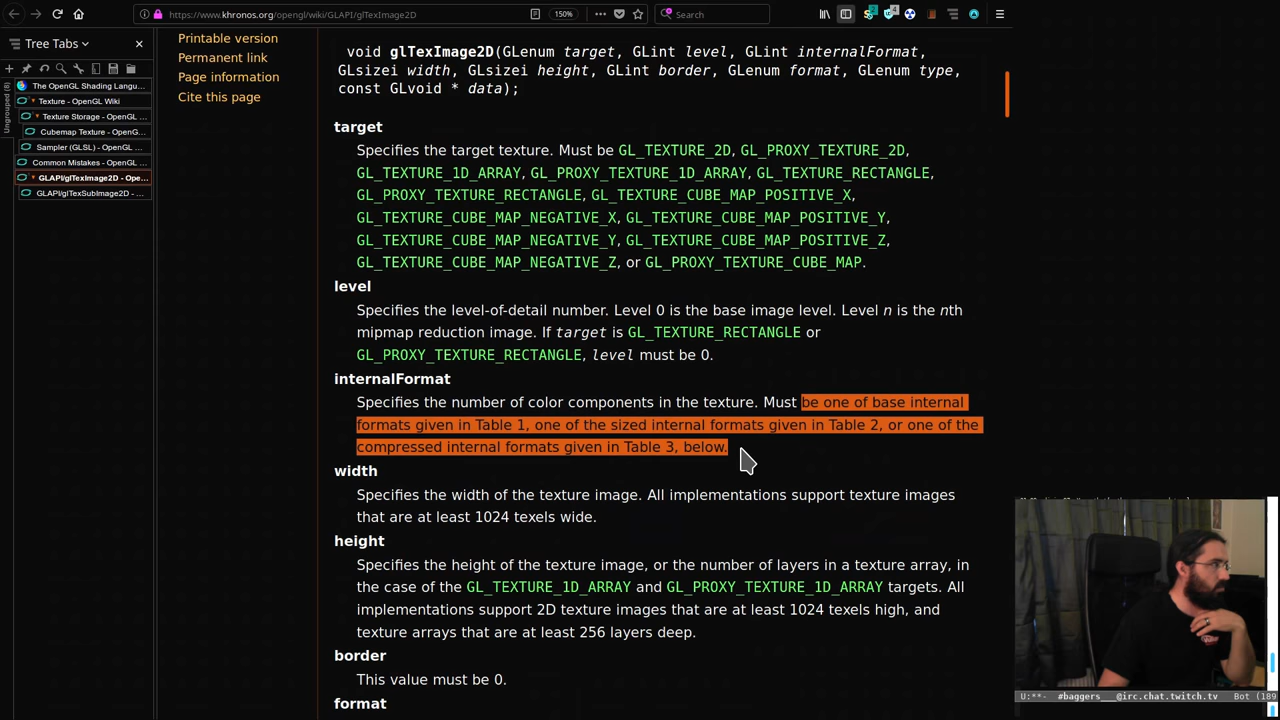 https://www.khronos.org/opengl/wiki/GLAPI/glTexImage2D
150%
Search
Tree Tabs
Ungrouped (8)
The OpenGL Shading Langu...
Texture - OpenGL Wiki
Texture Storage - OpenGL ...
Cubemap Texture - OpenG...
Sampler (GLSL) - OpenGL ...
Common Mistakes - OpenGL ...
GLAPI/glTexImage2D - Ope...
GLAPI/glTexSubImage2D - ...
Printable version
Permanent link
Page information
Cite this page
void glTexImage2D(GLenum target, GLint level, GLint internalFormat,
GLsizei width, GLsizei height, GLint border, GLenum format, GLenum type,
const GLvoid * data);
target
Specifies the target texture. Must be GL_TEXTURE_2D, GL_PROXY_TEXTURE_2D,
GL_TEXTURE_1D_ARRAY, GL_PROXY_TEXTURE_1D_ARRAY, GL_TEXTURE_RECTANGLE,
GL_PROXY_TEXTURE_RECTANGLE, GL_TEXTURE_CUBE_MAP_POSITIVE_X,
GL_TEXTURE_CUBE_MAP_NEGATIVE_X, GL_TEXTURE_CUBE_MAP_POSITIVE_Y,
GL_TEXTURE_CUBE_MAP_NEGATIVE_Y, GL_TEXTURE_CUBE_MAP_POSITIVE_Z,
GL_TEXTURE_CUBE_MAP_NEGATIVE_Z, or GL_PROXY_TEXTURE_CUBE_MAP.
level
Specifies the level-of-detail number. Level 0 is the base image level. Level n is the nth
mipmap reduction image. If target is GL_TEXTURE_RECTANGLE or
GL_PROXY_TEXTURE_RECTANGLE, level must be 0.
internalFormat
Specifies the number of color components in the texture. Must be one of base internal
formats given in Table 1, one of the sized internal formats given in Table 2, or one of the
compressed internal formats given in Table 3, below.
width
Specifies the width of the texture image. All implementations support texture images
that are at least 1024 texels wide.
height
Specifies the height of the texture image, or the number of layers in a texture array, in
the case of the GL_TEXTURE_1D_ARRAY and GL_PROXY_TEXTURE_1D_ARRAY targets. All
implementations support 2D texture images that are at least 1024 texels high, and
texture arrays that are at least 256 layers deep.
border
This value must be 0.
format
U:**- #baggers___@irc.chat.twitch.tv Bot (189